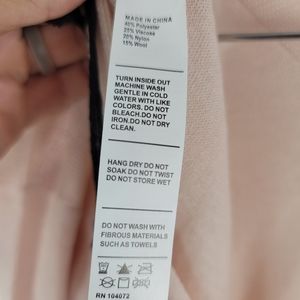 MADE IN CHINA
40% Polyester
25% Viscose
20% Nylon
15% Wool
TURN INSIDE OUT
MACHINE WASH
GENTLE IN COLD
WATER WITH LIKE
COLORS. DO NOT
BLEACH.DO NOT
IRON.DO NOT DRY
CLEAN.
HANG DRY DO NOT
SOAK DO NOT TWIST
DO NOT STORE WET
DO NOT WASH WITH
FIBROUS MATERIALS
SUCH AS TOWELS
RN 104072